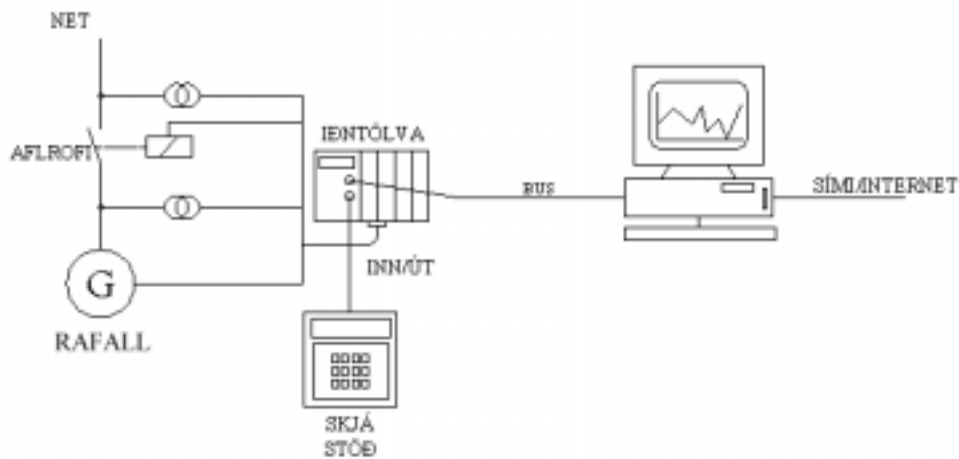 NET
IÐNTÖLVA
AFLROFI
BUS
SÍMI/INTERNET
INN/ÚT
G
RAFALL
SKJÁ
STÖÐ